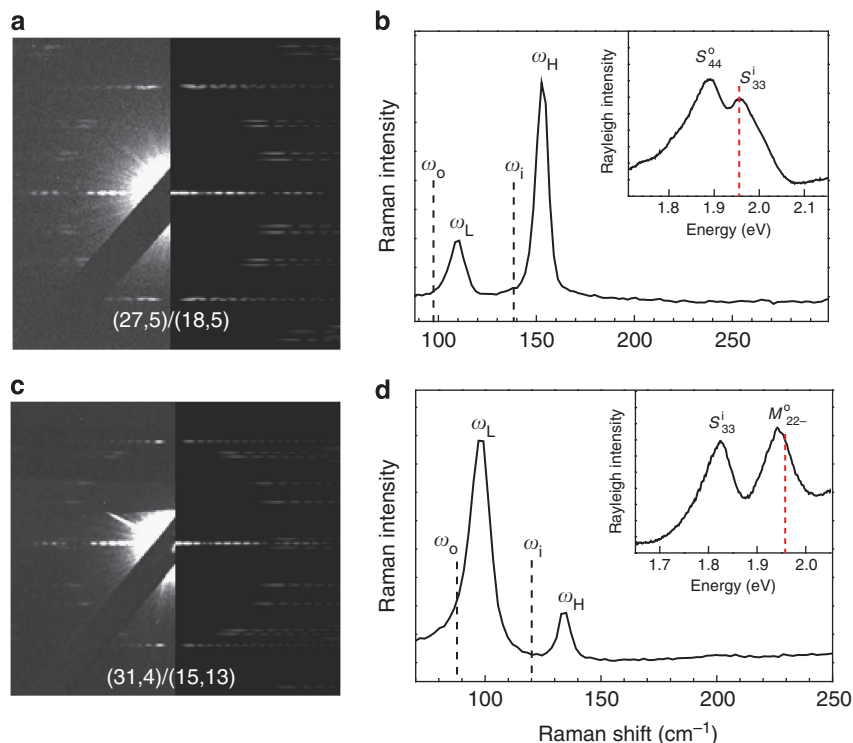 a
(27,5)/(18,5)
b
Raman intensity
ω_o
ω_L
ω_i
ω_H
100 150 200 250
Rayleigh intensity
S^o_44
S^i_33
1.8 1.9 2.0 2.1
Energy (eV)
c
(31,4)/(15,13)
d
Raman intensity
ω_o
ω_L
ω_i
ω_H
100 150 200 250
Raman shift (cm⁻¹)
Rayleigh intensity
S^i_33
M^o_22−
1.7 1.8 1.9 2.0
Energy (eV)